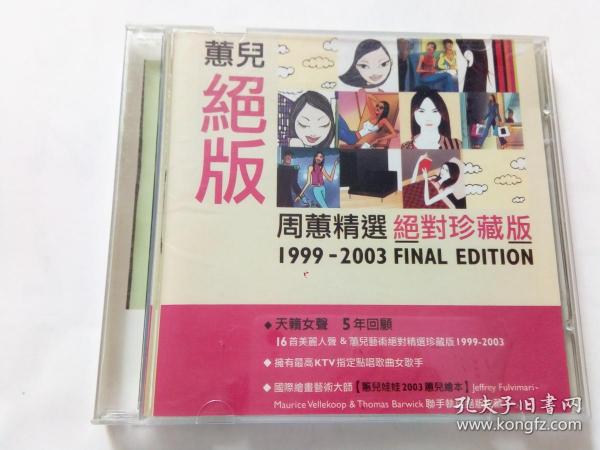 蕙兒
絕版
周蕙精選 絕對珍藏版
1999-2003 FINAL EDITION
◆天籟女聲 5年回顧
16首美麗人聲 & 蕙兒藝術絕對精選珍藏版1999-2003
◆擁有最高KTV指定點唱歌曲女歌手
◆國際繪畫藝術大師【蕙兒娃娃2003蕙兒繪本】Jeffrey Fulvimari-
Maurice Vellekoop & Thomas Barwick 聯手
孔夫子旧书网
www.kongfz.com